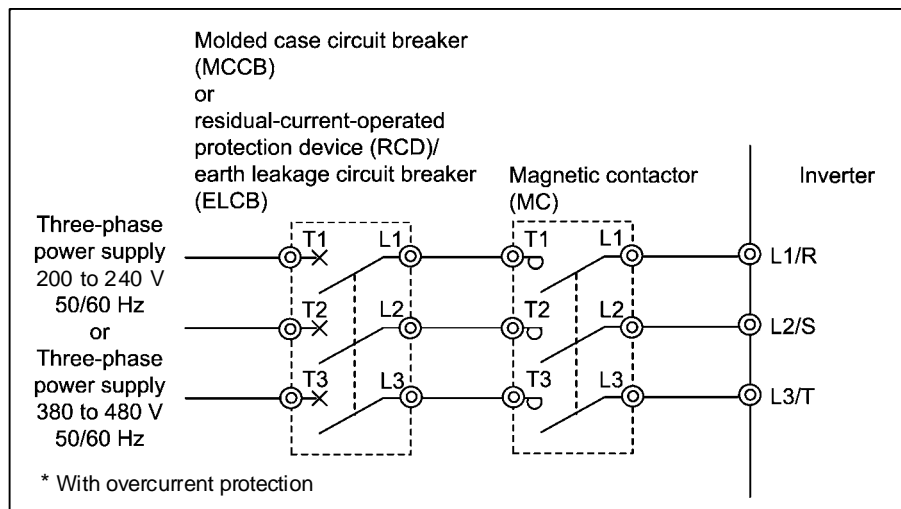 Molded case circuit breaker
(MCCB)
or
residual-current-operated
protection device (RCD)/
earth leakage circuit breaker
(ELCB)
Magnetic contactor
(MC)
Inverter
Three-phase
power supply
200 to 240 V
50/60 Hz
or
Three-phase
power supply
380 to 480 V
50/60 Hz
T1 L1 T1 L1 L1/R
T2 L2 T2 L2 L2/S
T3 L3 T3 L3 L3/T
* With overcurrent protection